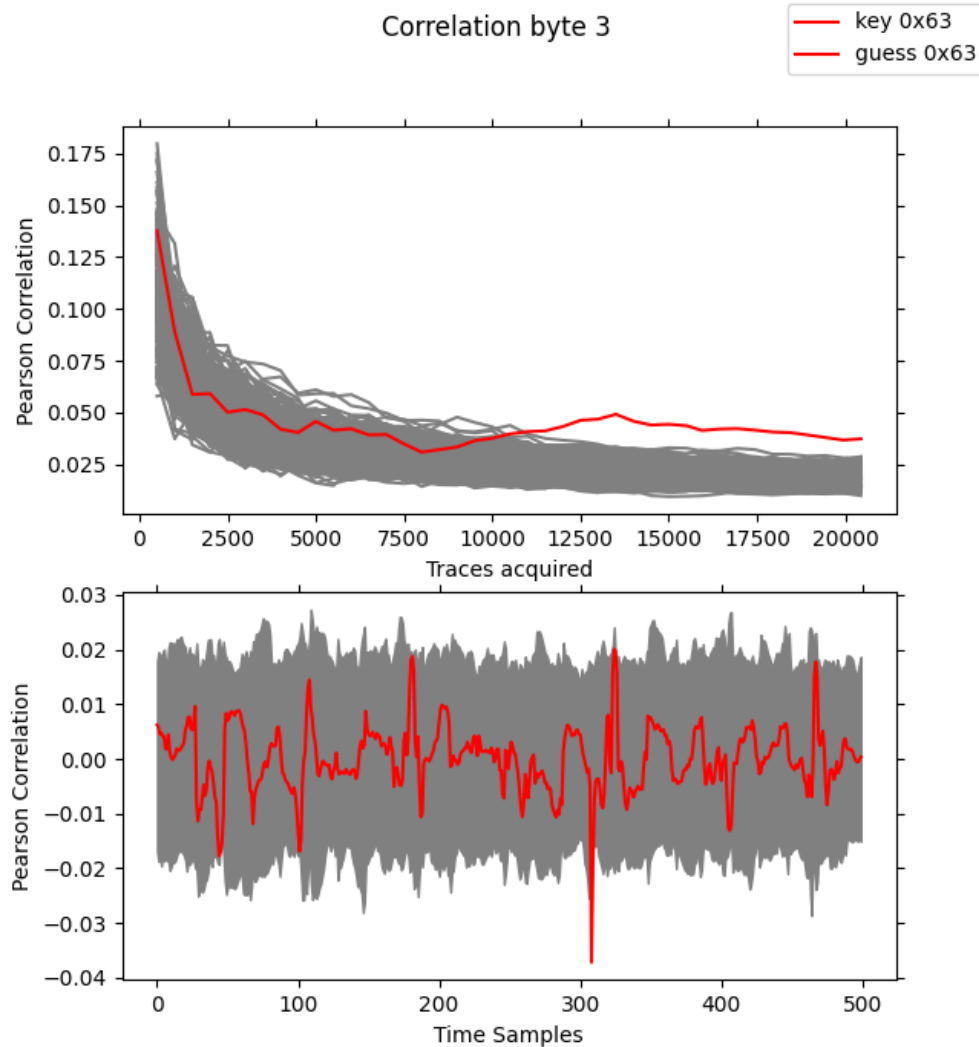 Correlation byte 3
key 0x63
guess 0x63
0.175
0.150
0.125
0.100
0.075
0.050
0.025
Pearson Correlation
0 2500 5000 7500 10000 12500 15000 17500 20000
Traces acquired
0.03
0.02
0.01
0.00
−0.01
−0.02
−0.03
−0.04
Pearson Correlation
0 100 200 300 400 500
Time Samples